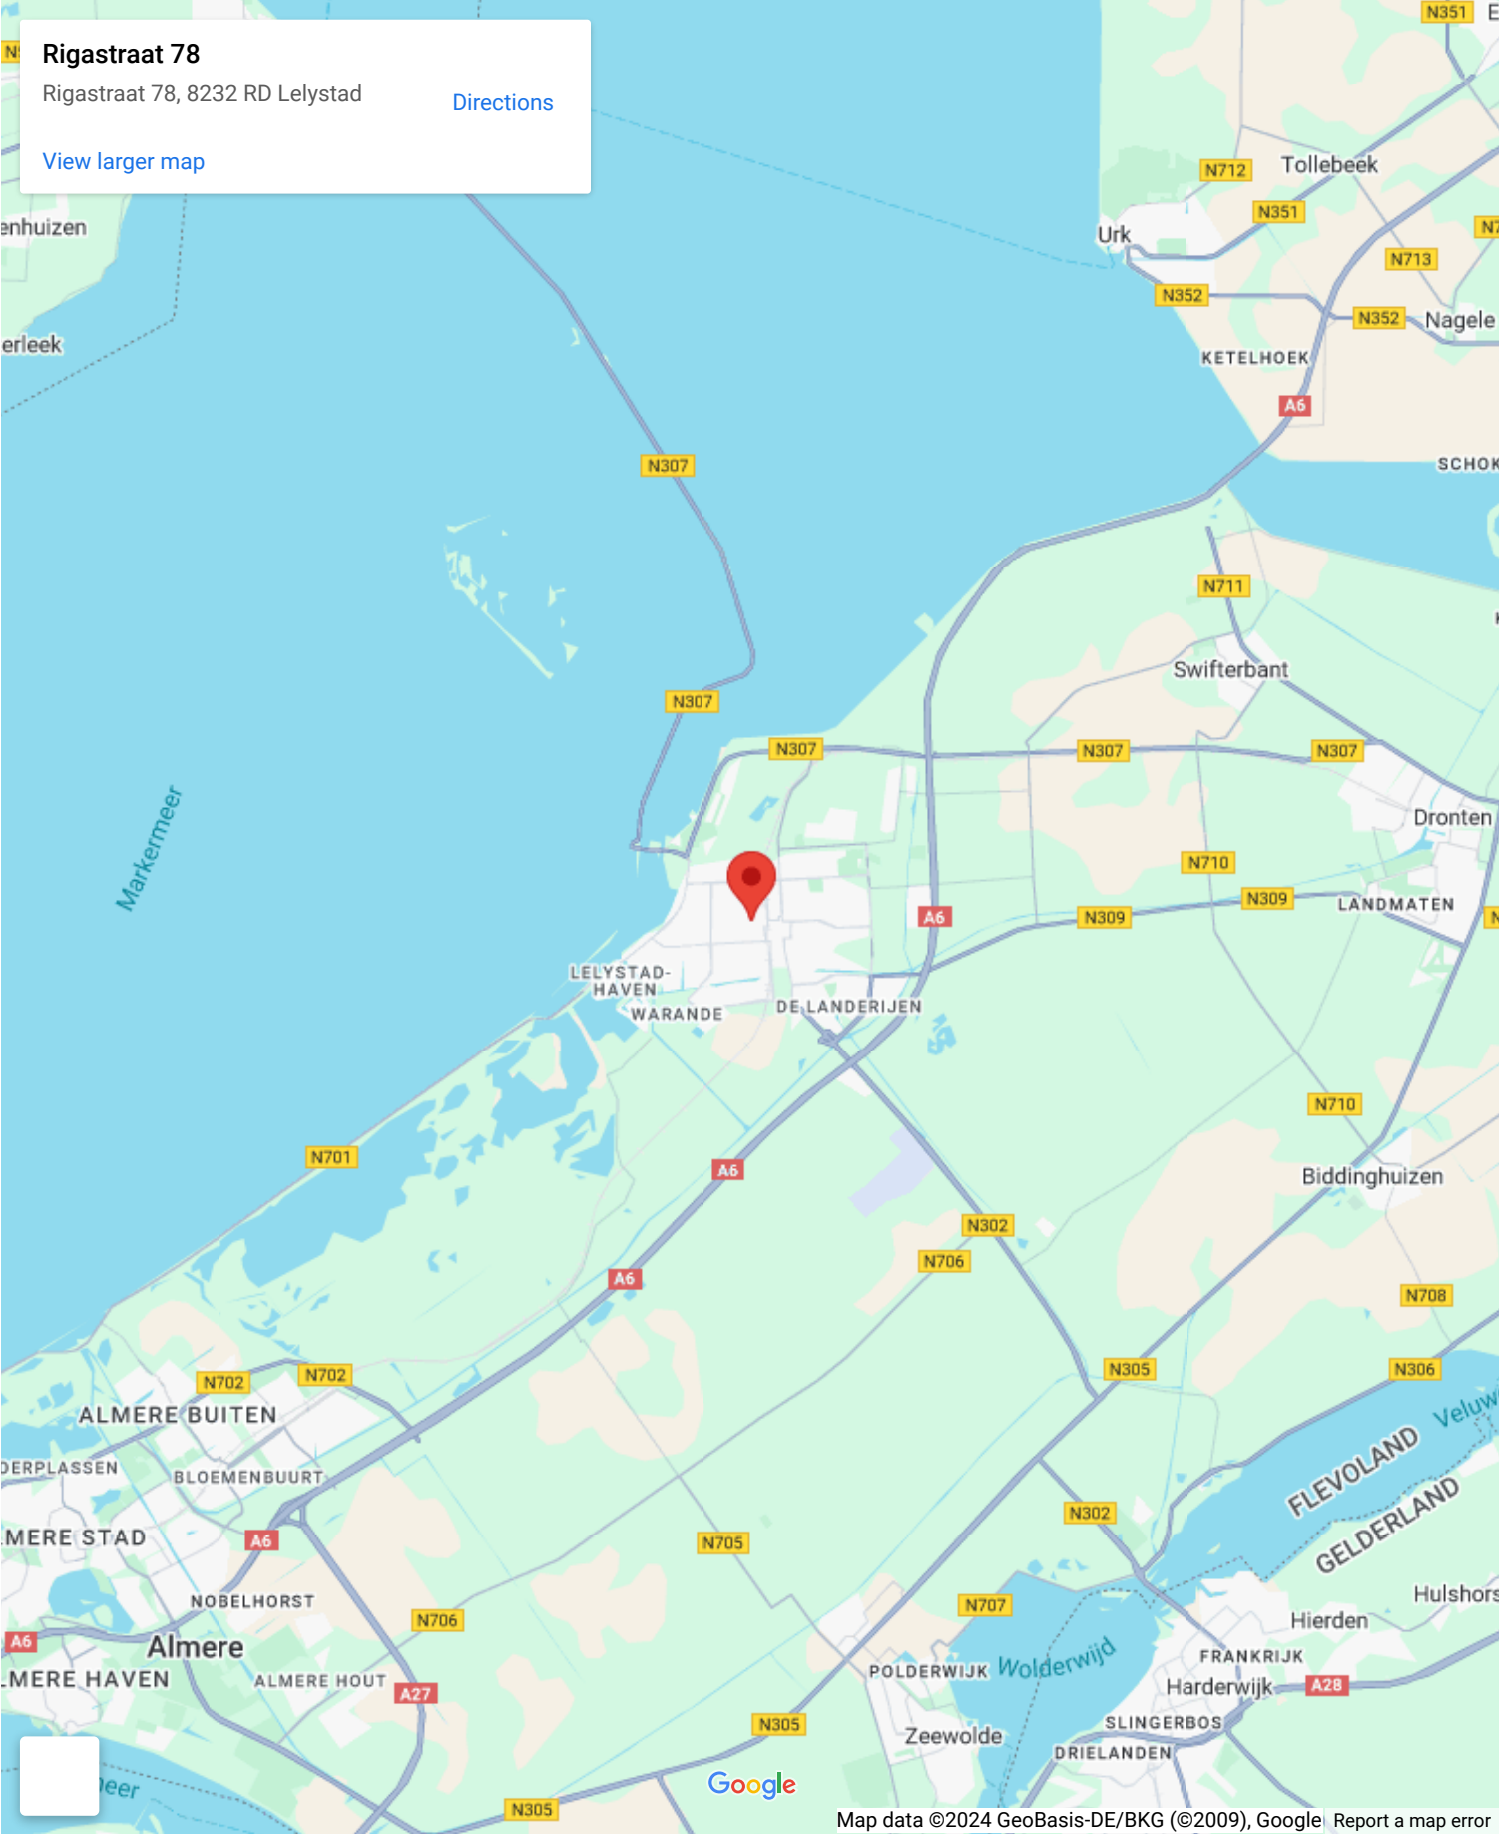 Rigastraat 78
Rigastraat 78, 8232 RD Lelystad
Directions
View larger map
N351
N712
Tollebeek
N351
enhuizen
Urk
N713
N352
N352
Nagele
erleek
KETELHOEK
A6
N307
SCHOK
N711
Swifterbant
N307
N307
N307
N307
Markermeer
Dronten
N710
N309
LANDMATEN
A6
N309
LELYSTAD-
HAVEN
WARANDE
DE LANDERIJEN
N710
N701
A6
Biddinghuizen
N302
N706
A6
N708
N702
N702
N305
N306
ALMERE BUITEN
Veluw
FLEVOLAND
DERPLASSEN
BLOEMENBUURT
GELDERLAND
N302
LMERE STAD
A6
N705
NOBELHORST
N707
Hulshors
N706
Hierden
A6
Almere
Wolderwijd
FRANKRIJK
LMERE HAVEN
ALMERE HOUT
POLDERWIJK
Harderwijk
A28
A27
SLINGERBOS
N305
Zeewolde
DRIELANDEN
neer
Google
N305
Map data ©2024 GeoBasis-DE/BKG (©2009), Google
Report a map error